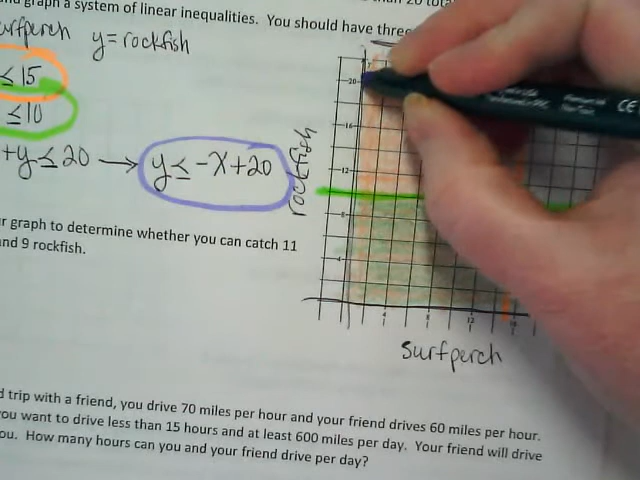 nd graph a system of linear inequalities. You should have three
surfperch y = rockfish
≤ 15
≤ 10
+ y ≤ 20 → y ≤ -x + 20
rockfish
20
16
12
8
4
4 8 12 16
surfperch
r graph to determine whether you can catch 11
nd 9 rockfish.
d trip with a friend, you drive 70 miles per hour and your friend drives 60 miles per hour.
ou want to drive less than 15 hours and at least 600 miles per day. Your friend will drive
ou. How many hours can you and your friend drive per day?